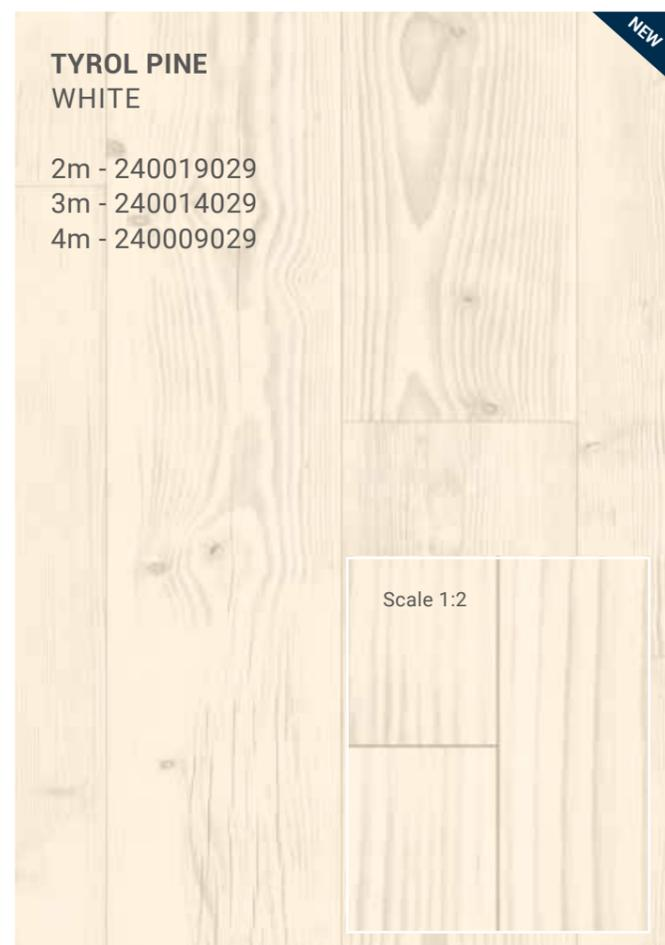 NEW
TYROL PINE
WHITE
2m - 240019029
3m - 240014029
4m - 240009029
Scale 1:2